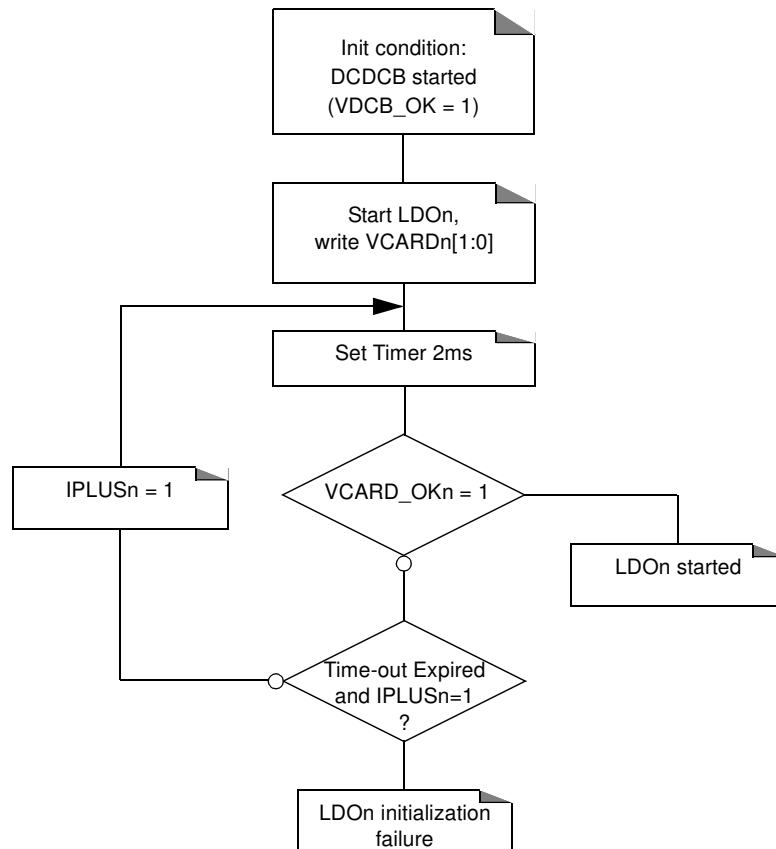 Init condition:
DCDCB started
(VDCB_OK = 1)
Start LDOn,
write VCARDn[1:0]
Set Timer 2ms
IPLUSn = 1
VCARD_OKn = 1
LDOn started
Time-out Expired
and IPLUSn=1
?
LDOn initialization
failure